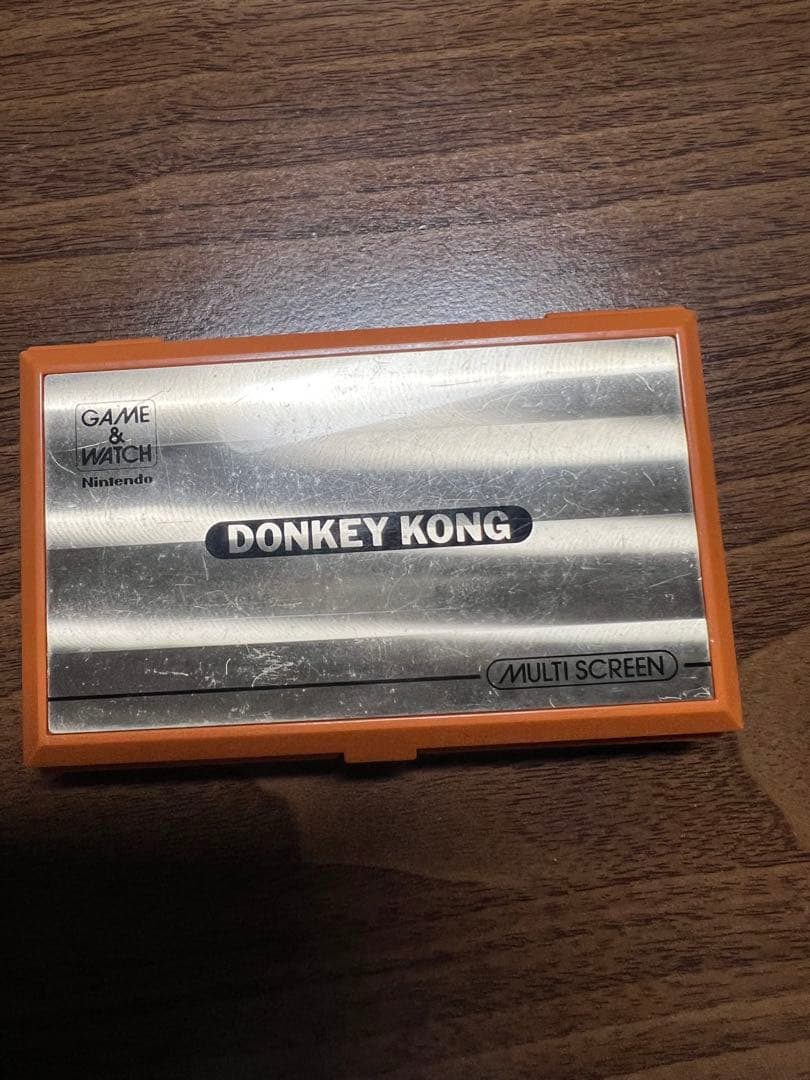 GAME
&
WATCH
Nintendo
DONKEY KONG
MULTI SCREEN